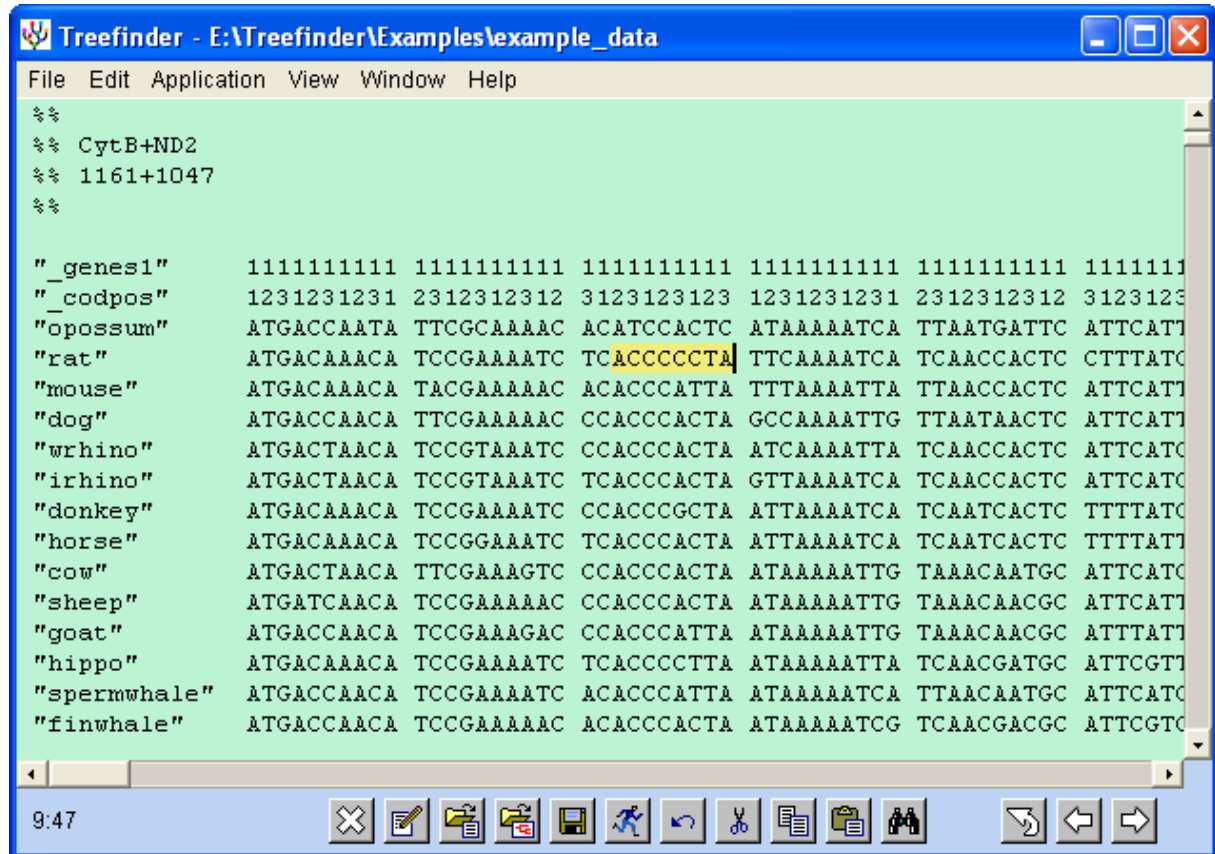 Treefinder - E:\Treefinder\Examples\example_data
File Edit Application View Window Help
%%
%% CytB+ND2
%% 1161+1047
%%
"_genes1" 1111111111 1111111111 1111111111 1111111111 1111111111 1111111
"_codpos" 1231231231 2312312312 3123123123 1231231231 2312312312 3123123
"opossum" ATGACCAATA TTCGCAAAAC ACATCCACTC ATAAAAATCA TTAATGATTC ATTCATT
"rat" ATGACAAACA TCCGAAAATC TCACCCCCTA TTCAAAATCA TCAACCACTC CTTTATC
"mouse" ATGACAAACA TACGAAAAAC ACACCCATTA TTTAAAATTA TTAACCACTC ATTCATT
"dog" ATGACCAACA TTCGAAAAAC CCACCCACTA GCCAAAATTG TTAATAACTC ATTCATT
"wrhino" ATGACTAACA TCCGTAAATC CCACCCACTA ATCAAAATTA TCAACCACTC ATTCATC
"irhino" ATGACTAACA TCCGTAAATC TCACCCACTA GTTAAAATCA TCAACCACTC ATTCATC
"donkey" ATGACAAACA TCCGAAAATC CCACCCGCTA ATTAAAATCA TCAATCACTC TTTTATC
"horse" ATGACAAACA TCCGGAAATC TCACCCACTA ATTAAAATCA TCAATCACTC TTTTATT
"cow" ATGACTAACA TTCGAAAGTC CCACCCACTA ATAAAAATTG TAAACAATGC ATTCATC
"sheep" ATGATCAACA TCCGAAAAAC CCACCCACTA ATAAAAATTG TAAACAACGC ATTCATT
"goat" ATGACCAACA TCCGAAAGAC CCACCCATTA ATAAAAATTG TAAACAACGC ATTTATT
"hippo" ATGACAAACA TCCGAAAATC TCACCCCTTA ATAAAAATTA TCAACGATGC ATTCGTT
"spermwhale" ATGACCAACA TCCGAAAATC ACACCCATTA ATAAAAATCA TTAACAATGC ATTCATC
"finwhale" ATGACCAACA TCCGAAAAAC ACACCCACTA ATAAAAATCG TCAACGACGC ATTCGTC
9:47